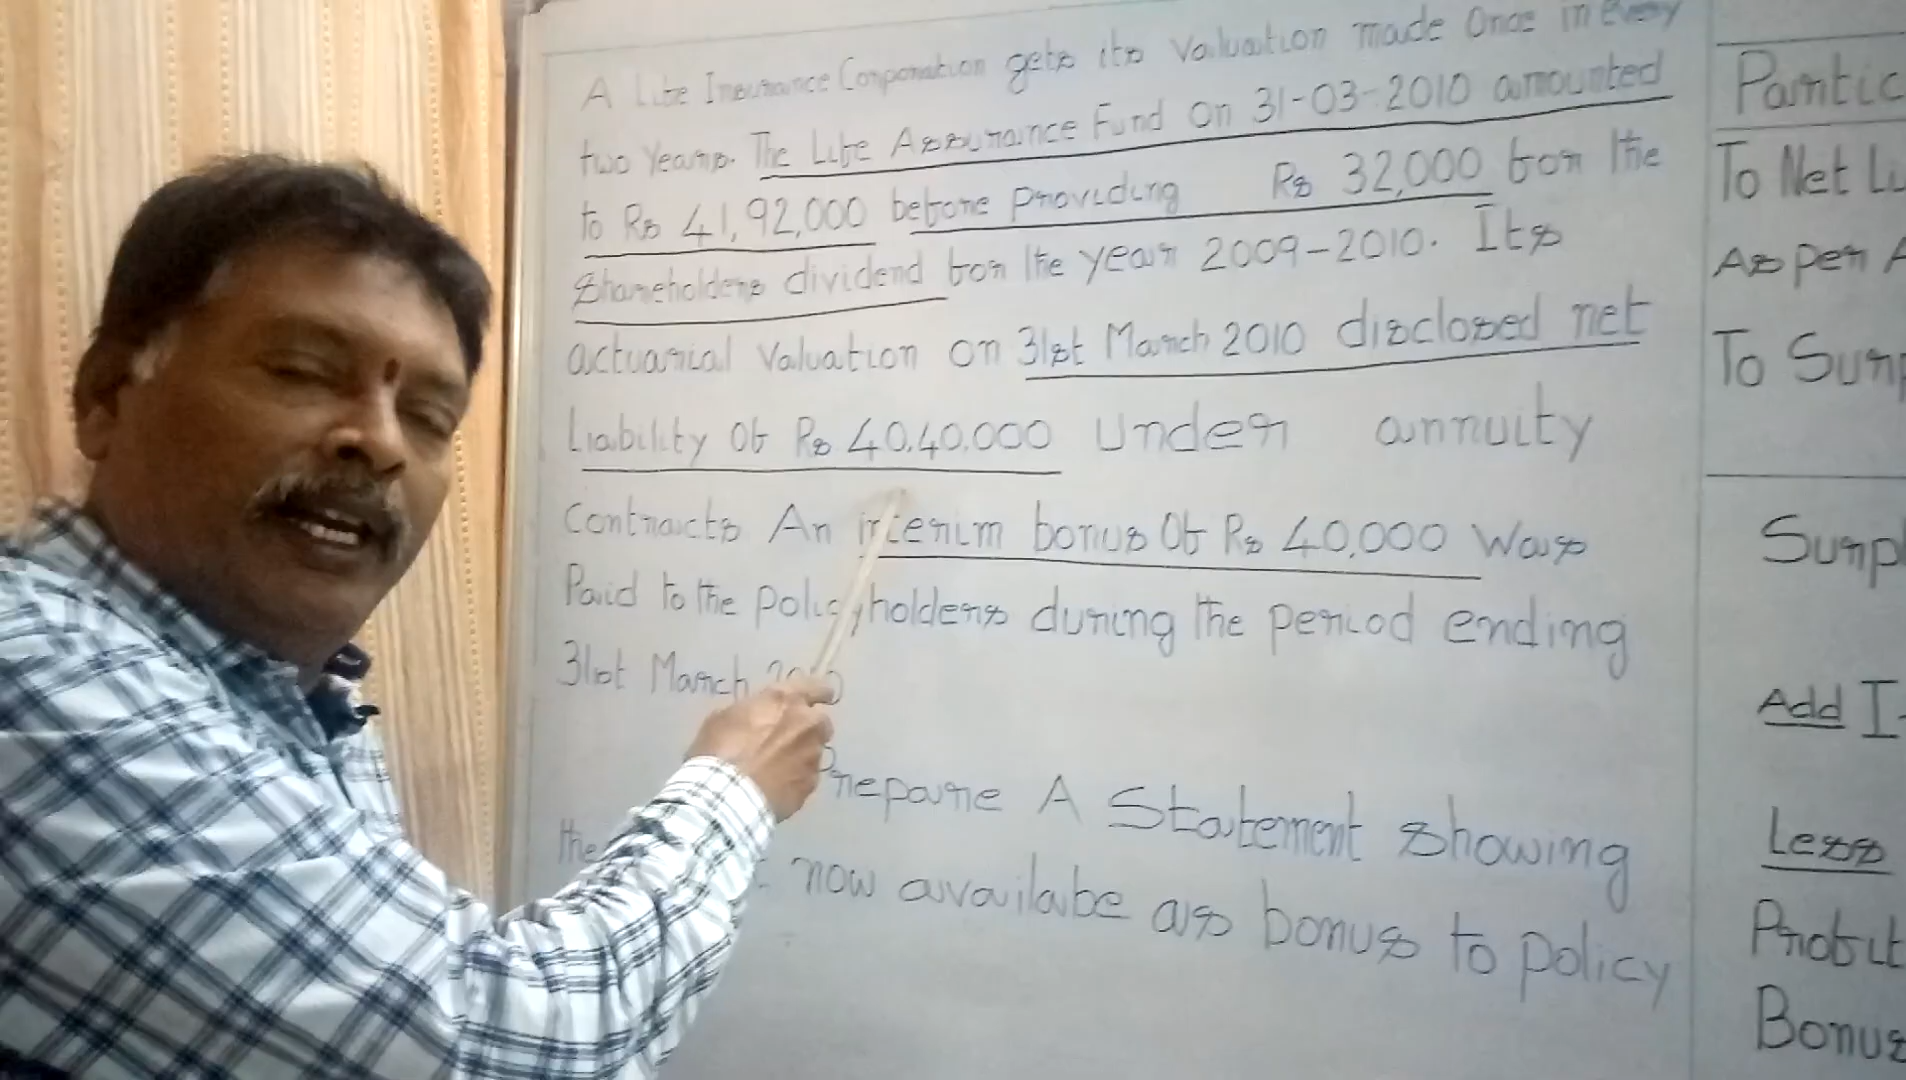 A Life Insurance Corporation gets its valuation made Once in every
two Years. The Life Assurance Fund on 31-03-2010 amounted
to Rs 41,92,000 before providing Rs 32,000 for the
shareholders dividend for the year 2009-2010. Its
actuarial valuation on 31st March 2010 disclosed net
Liability Of Rs 40,40,000 Under annuity
Contracts An interim bonus Of Rs 40,000 Was
Paid to the policyholders during the period ending
31st March
Prepare A Statement showing
the now availabe as bonus to policy
Partic
To Net Li
As per A
To Surp
Surpl
Add I
Less
Profit
Bonus